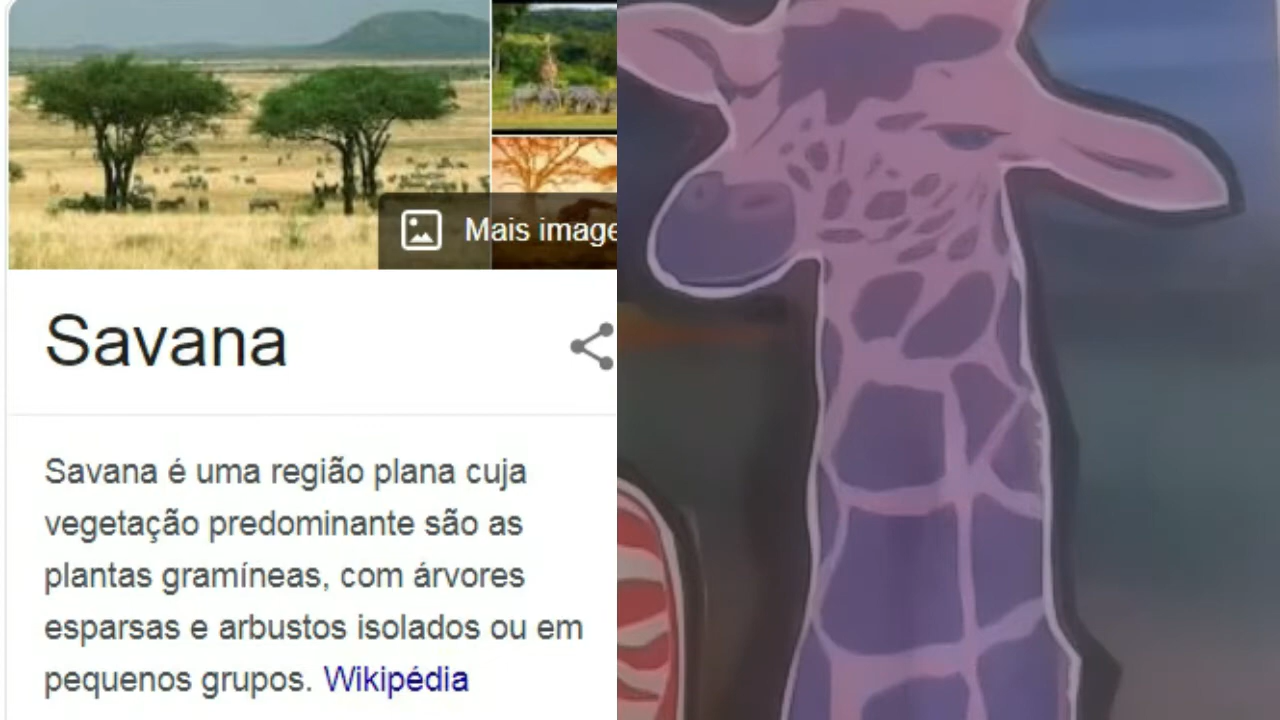 Mais image
Savana
Savana é uma região plana cuja
vegetação predominante são as
plantas gramíneas, com árvores
esparsas e arbustos isolados ou em
pequenos grupos. Wikipédia